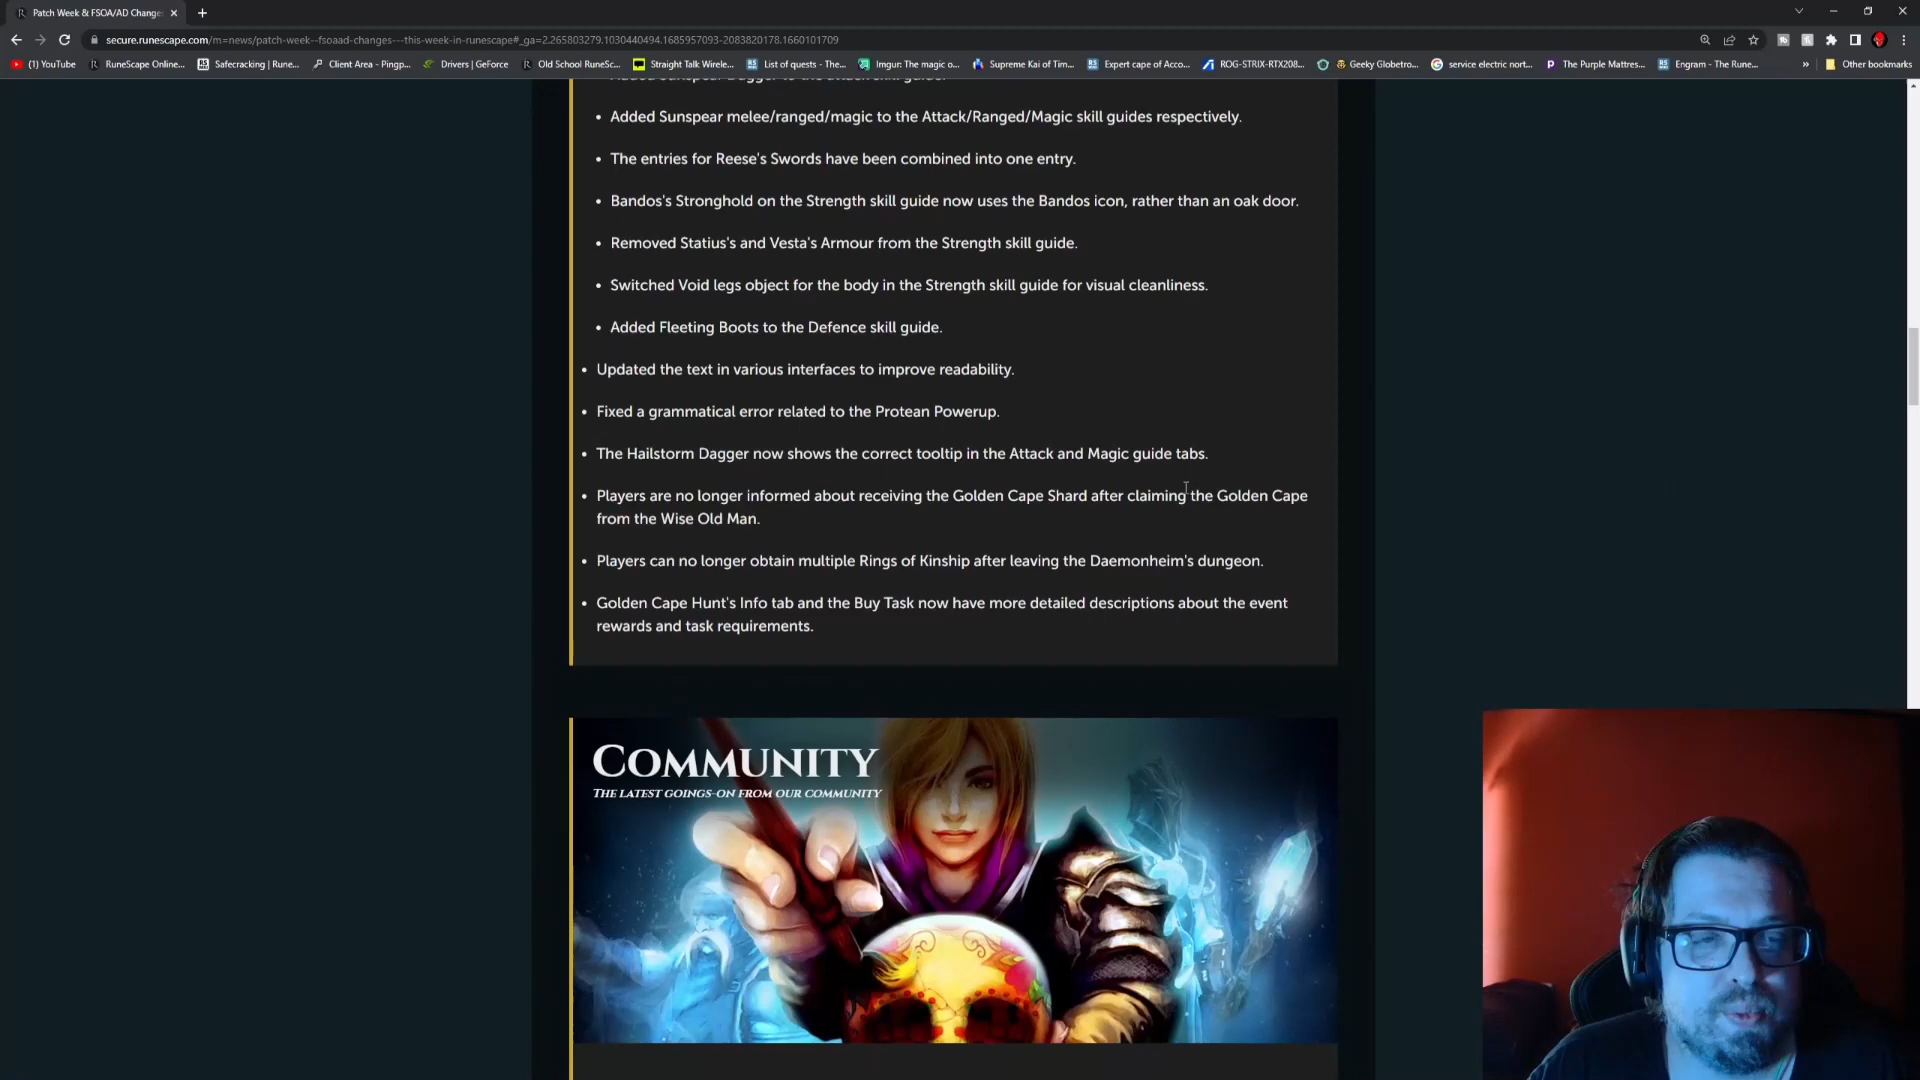 Patch Week & FSOA/AD Change
secure.runescape.com/m=news/patch-week--fsoaad-changes---this-week-in-runescape#_ga=2.265803279.1030440494.1685957093-2083820178.1660101709
(1) YouTube
RuneScape Online...
Safecracking | Rune...
Client Area - Pingp...
Drivers | GeForce
Old School RuneSc...
Straight Talk Wirele...
List of quests - The...
Imgur: The magic o...
Supreme Kai of Tim...
Expert cape of Acco...
ROG-STRIX-RTX208...
Geeky Globetro...
service electric nort...
The Purple Mattres...
Engram - The Rune...
»
Other bookmarks
• Added Sunspear melee/ranged/magic to the Attack/Ranged/Magic skill guides respectively.
• The entries for Reese's Swords have been combined into one entry.
• Bandos's Stronghold on the Strength skill guide now uses the Bandos icon, rather than an oak door.
• Removed Statius's and Vesta's Armour from the Strength skill guide.
• Switched Void legs object for the body in the Strength skill guide for visual cleanliness.
• Added Fleeting Boots to the Defence skill guide.
• Updated the text in various interfaces to improve readability.
• Fixed a grammatical error related to the Protean Powerup.
• The Hailstorm Dagger now shows the correct tooltip in the Attack and Magic guide tabs.
• Players are no longer informed about receiving the Golden Cape Shard after claiming the Golden Cape
from the Wise Old Man.
• Players can no longer obtain multiple Rings of Kinship after leaving the Daemonheim's dungeon.
• Golden Cape Hunt's Info tab and the Buy Task now have more detailed descriptions about the event
rewards and task requirements.
COMMUNITY
THE LATEST GOINGS-ON FROM OUR COMMUNITY